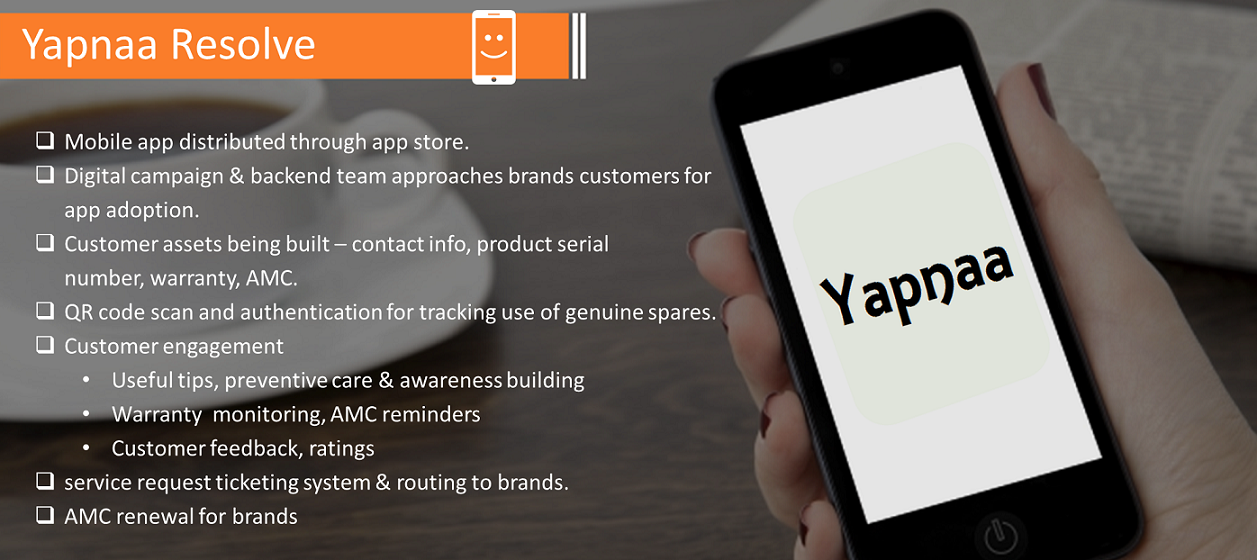 Yapnaa Resolve
Mobile app distributed through app store.
Digital campaign & backend team approaches brands customers for
app adoption.
Customer assets being built – contact info, product serial
number, warranty, AMC.
QR code scan and authentication for tracking use of genuine spares.
Customer engagement
• Useful tips, preventive care & awareness building
• Warranty monitoring, AMC reminders
• Customer feedback, ratings
service request ticketing system & routing to brands.
AMC renewal for brands
Yapnaa